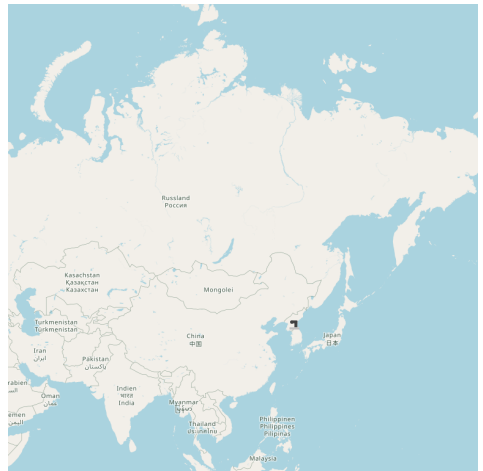 Russland
Россия
Kasachstan
Қазақстан
Казахстан
Mongolei
Turkmenistan
Türkmenistan
China
中国
Japan
日本
Iran
ایران
Pakistan
پاکستان
Indien
भारत
India
Oman
عمان
Myanmar
Thailand
ประเทศไทย
Philippinen
Philippines
Pilipinas
Malaysia